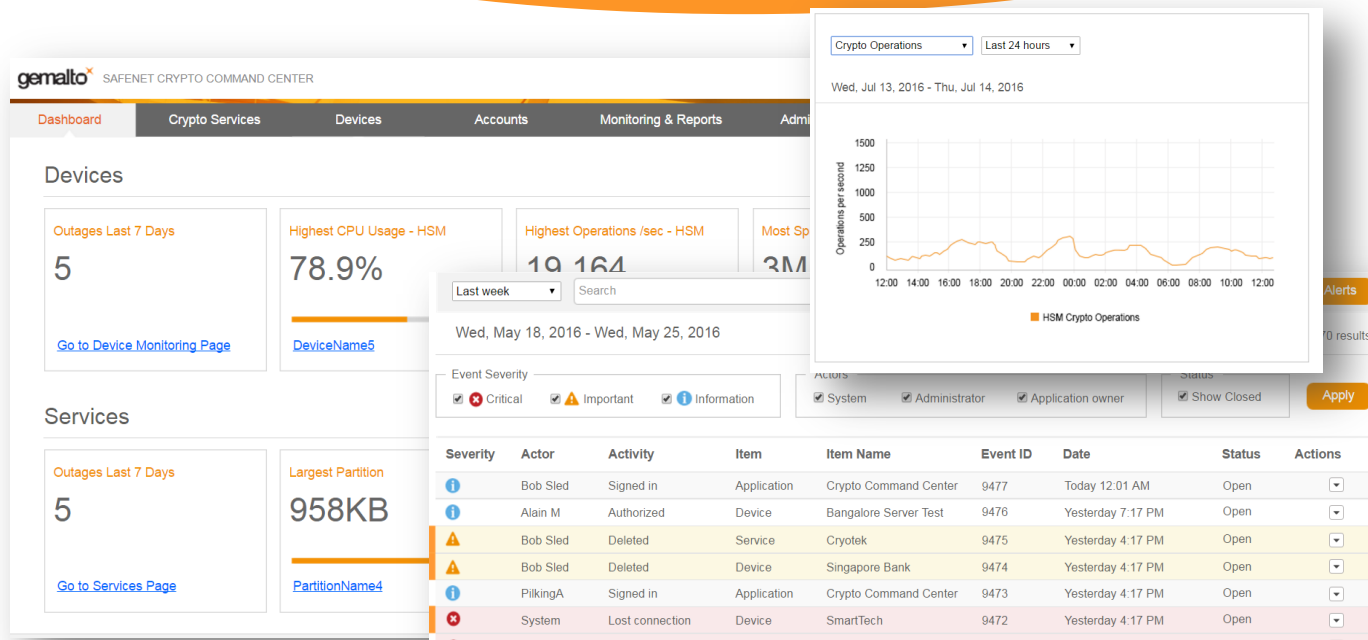 gemalto SAFENET CRYPTO COMMAND CENTER
Dashboard Crypto Services Devices Accounts Monitoring & Reports
Devices
Outages Last 7 Days
5
Go to Device Monitoring Page
Highest CPU Usage - HSM
78.9%
DeviceName5
Highest Operations /sec - HSM
19,164
Most
3M
Services
Outages Last 7 Days
5
Go to Services Page
Largest Partition
958KB
PartitionName4
Crypto Operations Last 24 hours
Wed, Jul 13, 2016 - Thu, Jul 14, 2016
Operations per second
1500
1250
1000
500
250
0
12:00 14:00 16:00 18:00 20:00 22:00 00:00 02:00 04:00 06:00 08:00 10:00 12:00
HSM Crypto Operations
Last week Search
Alerts
Wed, May 18, 2016 - Wed, May 25, 2016
results
Event Severity
Critical Important Information
Actors
System Administrator Application owner
Status
Show Closed
Apply
Severity Actor Activity Item Item Name Event ID Date Status Actions
Bob Sled Signed in Application Crypto Command Center 9477 Today 12:01 AM Open
Alain M Authorized Device Bangalore Server Test 9476 Yesterday 7:17 PM Open
Bob Sled Deleted Service Cryotek 9475 Yesterday 4:17 PM Open
Bob Sled Deleted Device Singapore Bank 9474 Yesterday 4:17 PM Open
PilkingA Signed in Application Crypto Command Center 9473 Yesterday 4:17 PM Open
System Lost connection Device SmartTech 9472 Yesterday 4:17 PM Open